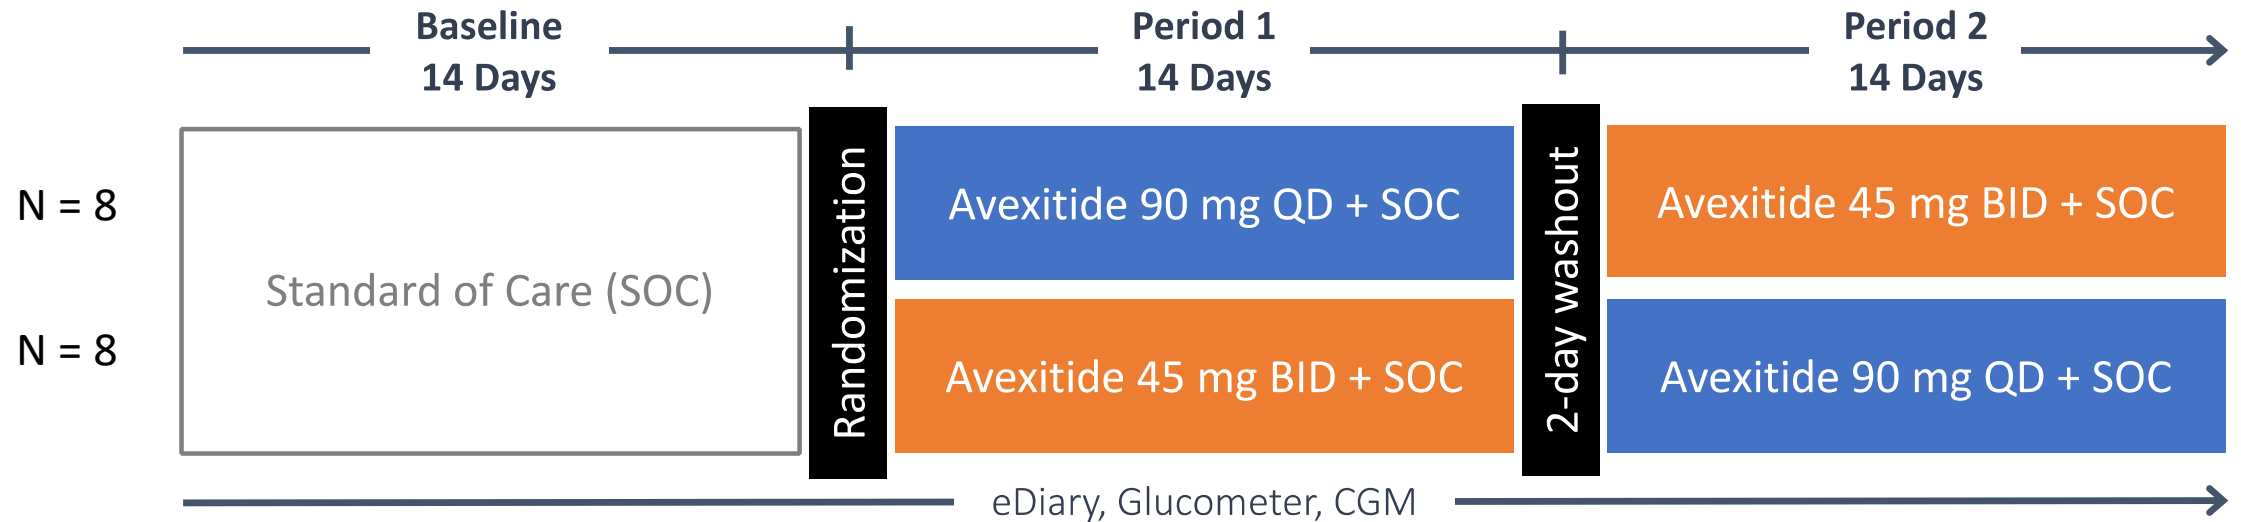 Baseline
14 Days
Period 1
14 Days
Period 2
14 Days
N = 8
N = 8
Standard of Care (SOC)
Randomization
Avexitide 90 mg QD + SOC
Avexitide 45 mg BID + SOC
2-day washout
Avexitide 45 mg BID + SOC
Avexitide 90 mg QD + SOC
eDiary, Glucometer, CGM